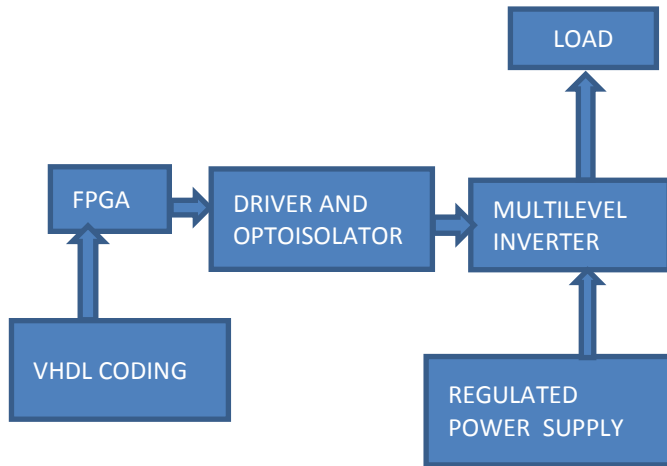 LOAD
FPGA
DRIVER AND
OPTOISOLATOR
MULTILEVEL
INVERTER
VHDL CODING
REGULATED
POWER SUPPLY